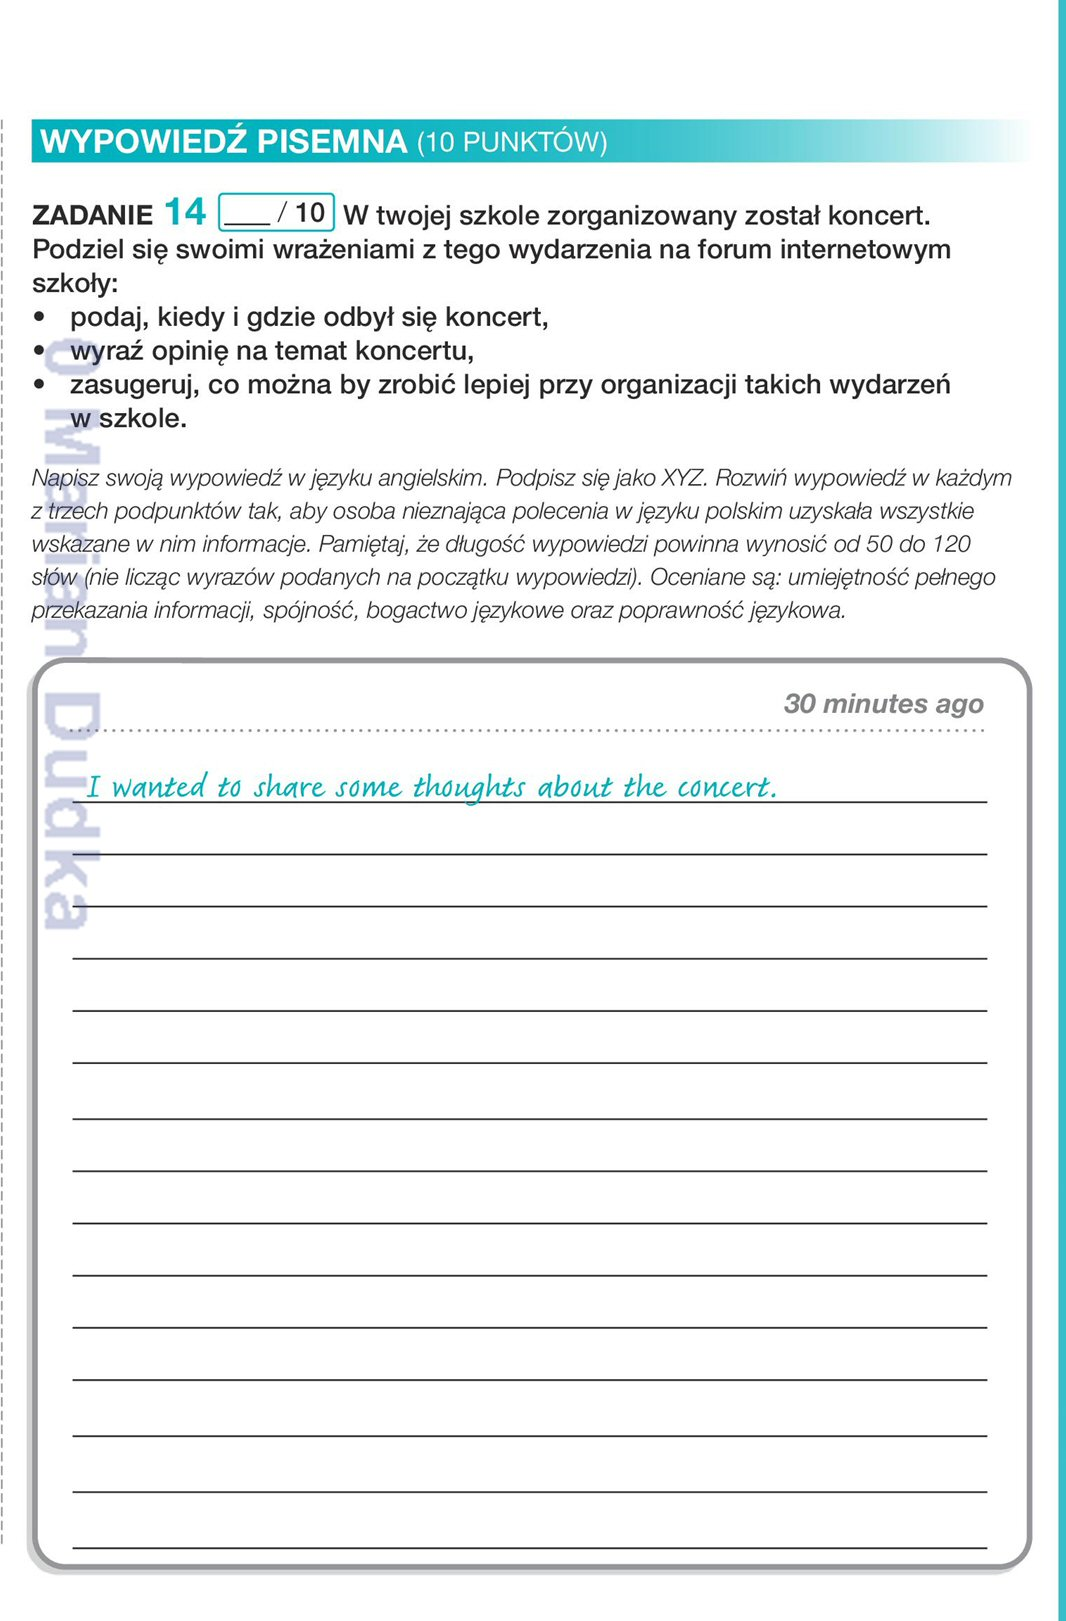 WYPOWIEDŹ PISEMNA (10 PUNKTÓW)
ZADANIE 14 ___ / 10 W twojej szkole zorganizowany został koncert.
Podziel się swoimi wrażeniami z tego wydarzenia na forum internetowym
szkoły:
• podaj, kiedy i gdzie odbył się koncert,
• wyraź opinię na temat koncertu,
• zasugeruj, co można by zrobić lepiej przy organizacji takich wydarzeń
w szkole.
Napisz swoją wypowiedź w języku angielskim. Podpisz się jako XYZ. Rozwiń wypowiedź w każdym
z trzech podpunktów tak, aby osoba nieznająca polecenia w języku polskim uzyskała wszystkie
wskazane w nim informacje. Pamiętaj, że długość wypowiedzi powinna wynosić od 50 do 120
słów (nie licząc wyrazów podanych na początku wypowiedzi). Oceniane są: umiejętność pełnego
przekazania informacji, spójność, bogactwo językowe oraz poprawność językowa.
30 minutes ago
I wanted to share some thoughts about the concert.
O Marian Dudka